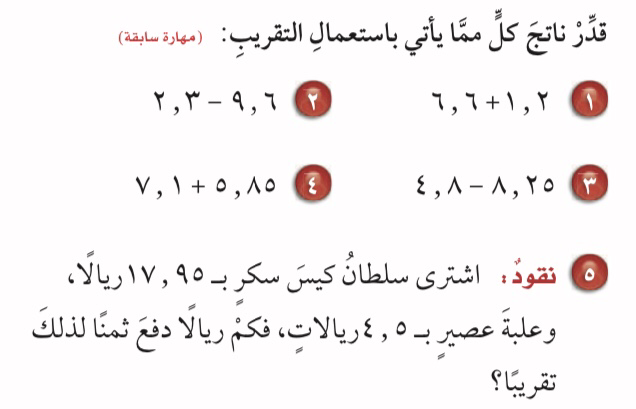 قدِّرْ ناتجَ كلٍّ ممَّا يأتي باستعمالِ التقريبِ: (مهارة سابقة)
١ ١,٢ + ٦,٦ ٢ ٩,٦ − ٢,٣
٣ ٨,٢٥ − ٤,٨ ٤ ٥,٨٥ + ٧,١
٥ نقودٌ: اشترى سلطانُ كيسَ سكرٍ بـ ١٧,٩٥ ريالًا،
وعلبةَ عصيرٍ بـ ٤,٥ ريالاتٍ، فكمْ ريالًا دفعَ ثمنًا لذلكَ
تقريبًا؟